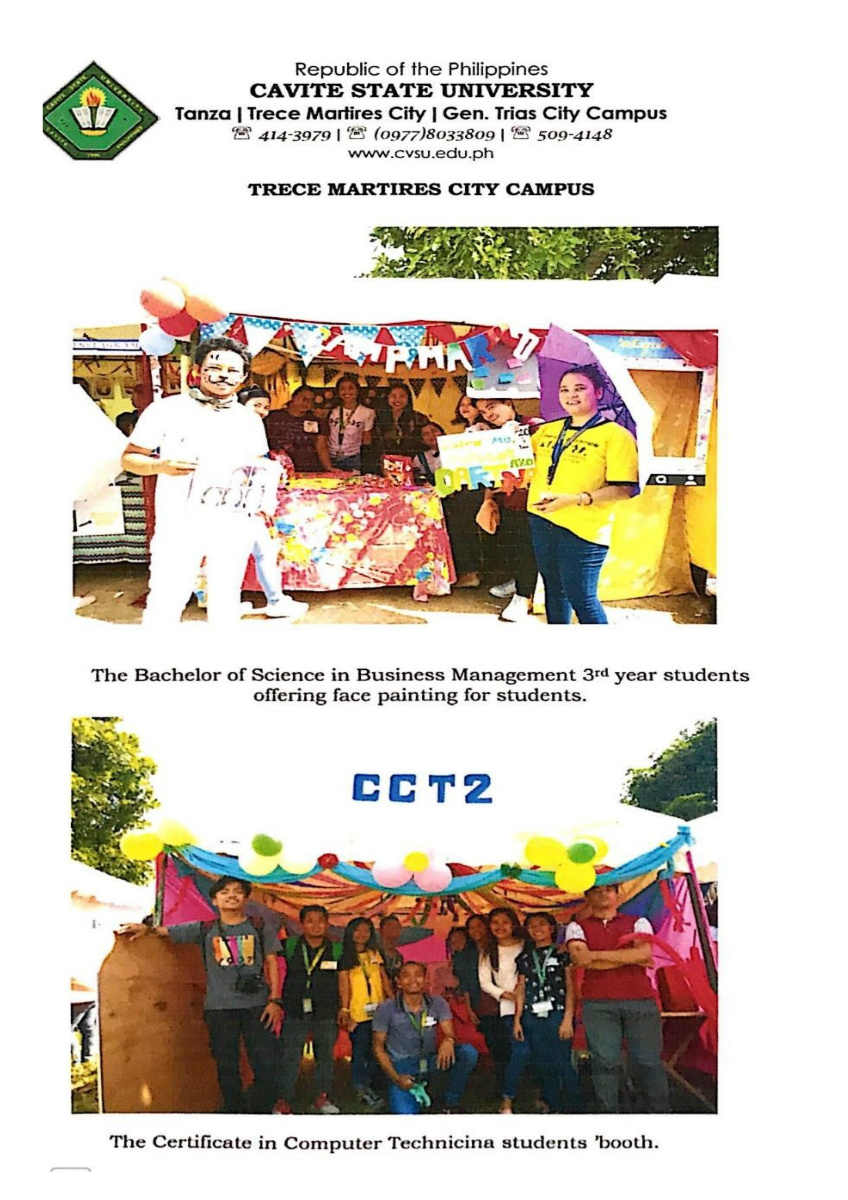 Republic of the Philippines
CAVITE STATE UNIVERSITY
Tanza | Trece Martires City | Gen. Trias City Campus
☎ 414-3979 | ☎ (0977)8033809 | ☎ 509-4148
www.cvsu.edu.ph
TRECE MARTIRES CITY CAMPUS
The Bachelor of Science in Business Management 3rd year students
offering face painting for students.
CCT2
The Certificate in Computer Technicina students 'booth.